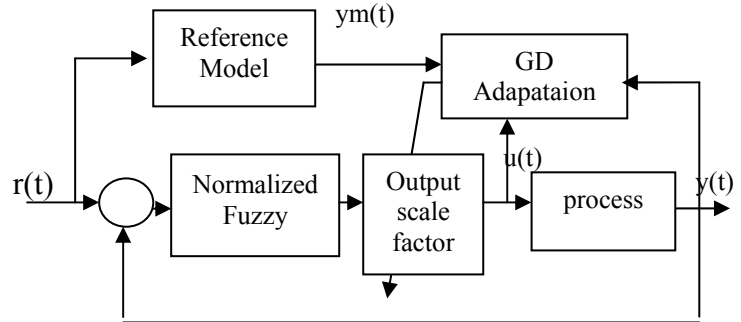 ym(t)
Reference
Model
GD
Adapataion
r(t)
Normalized
Fuzzy
Output
scale
factor
u(t)
process
y(t)